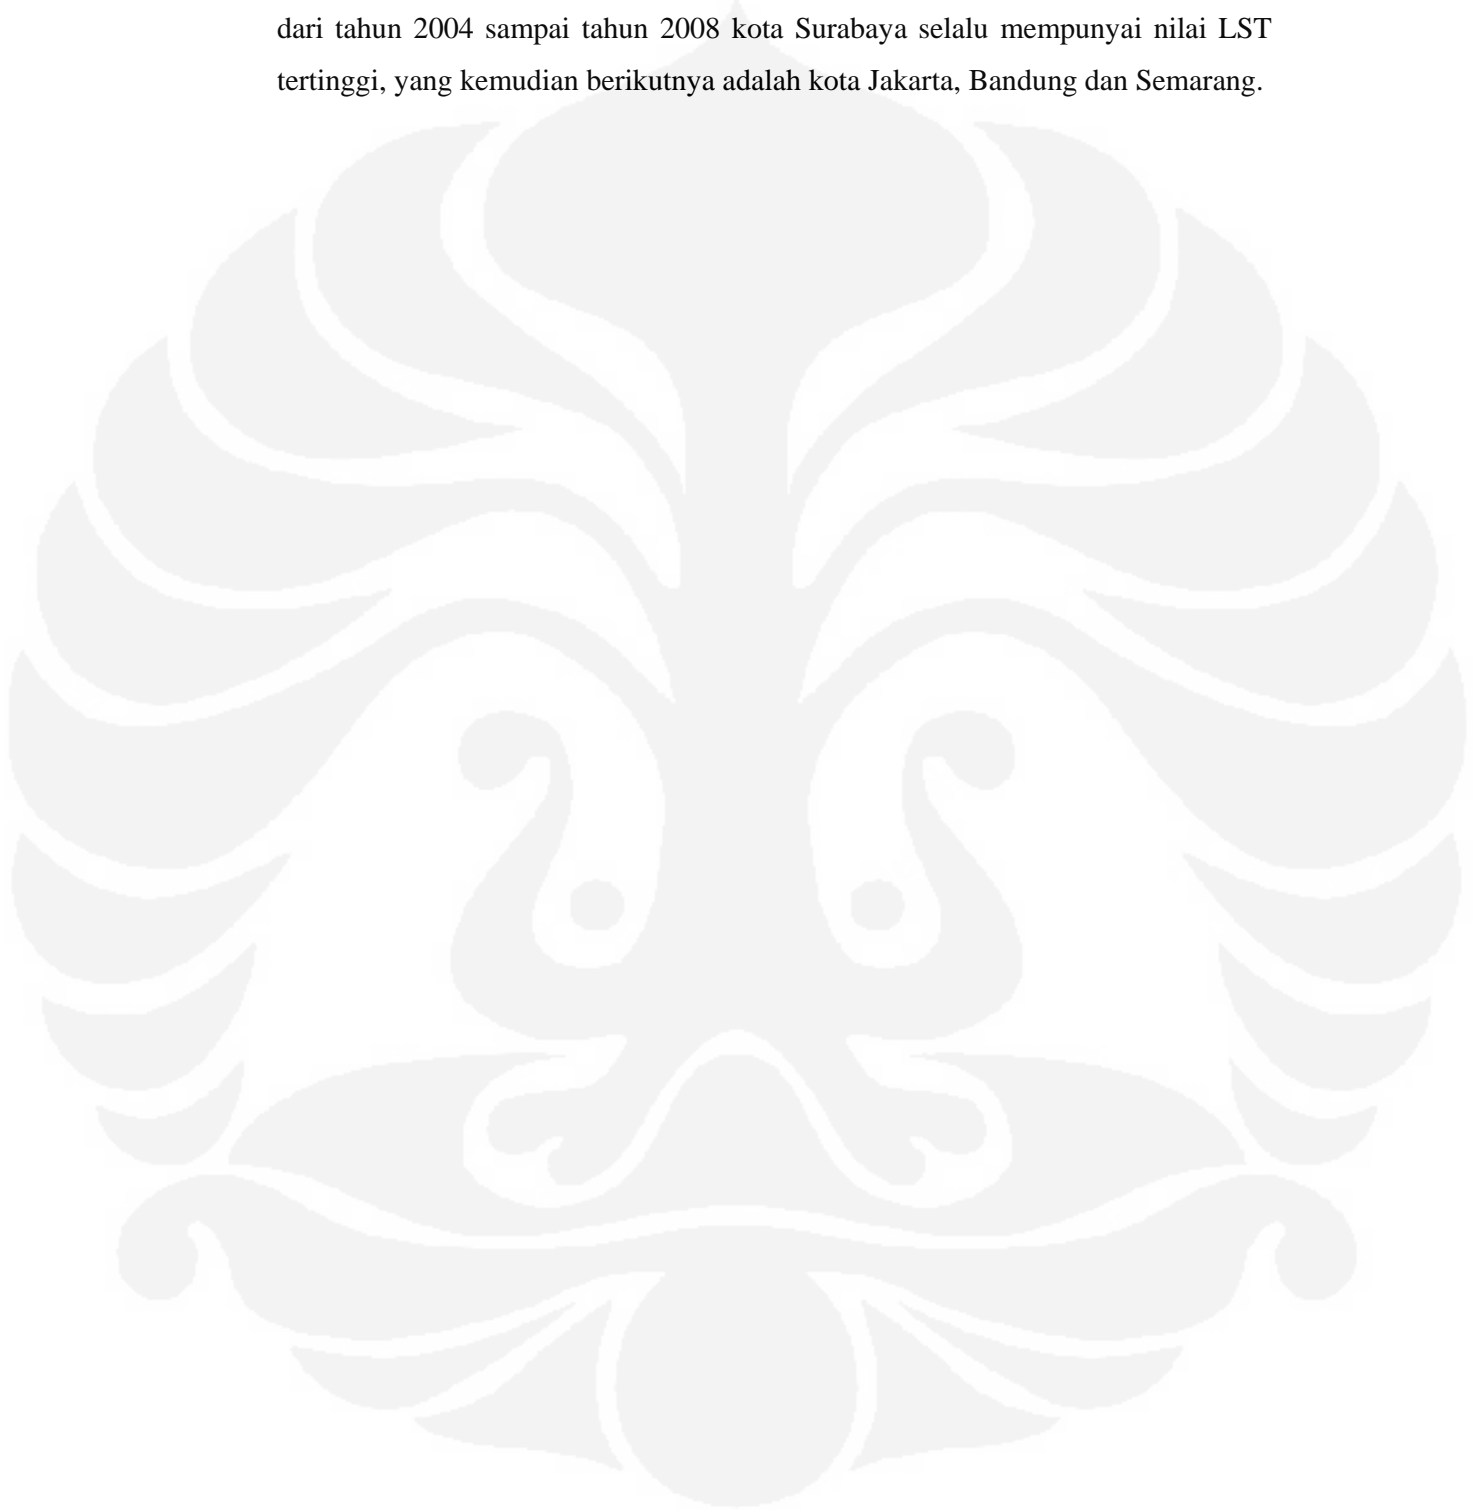 dari tahun 2004 sampai tahun 2008 kota Surabaya selalu mempunyai nilai LST
tertinggi, yang kemudian berikutnya adalah kota Jakarta, Bandung dan Semarang.